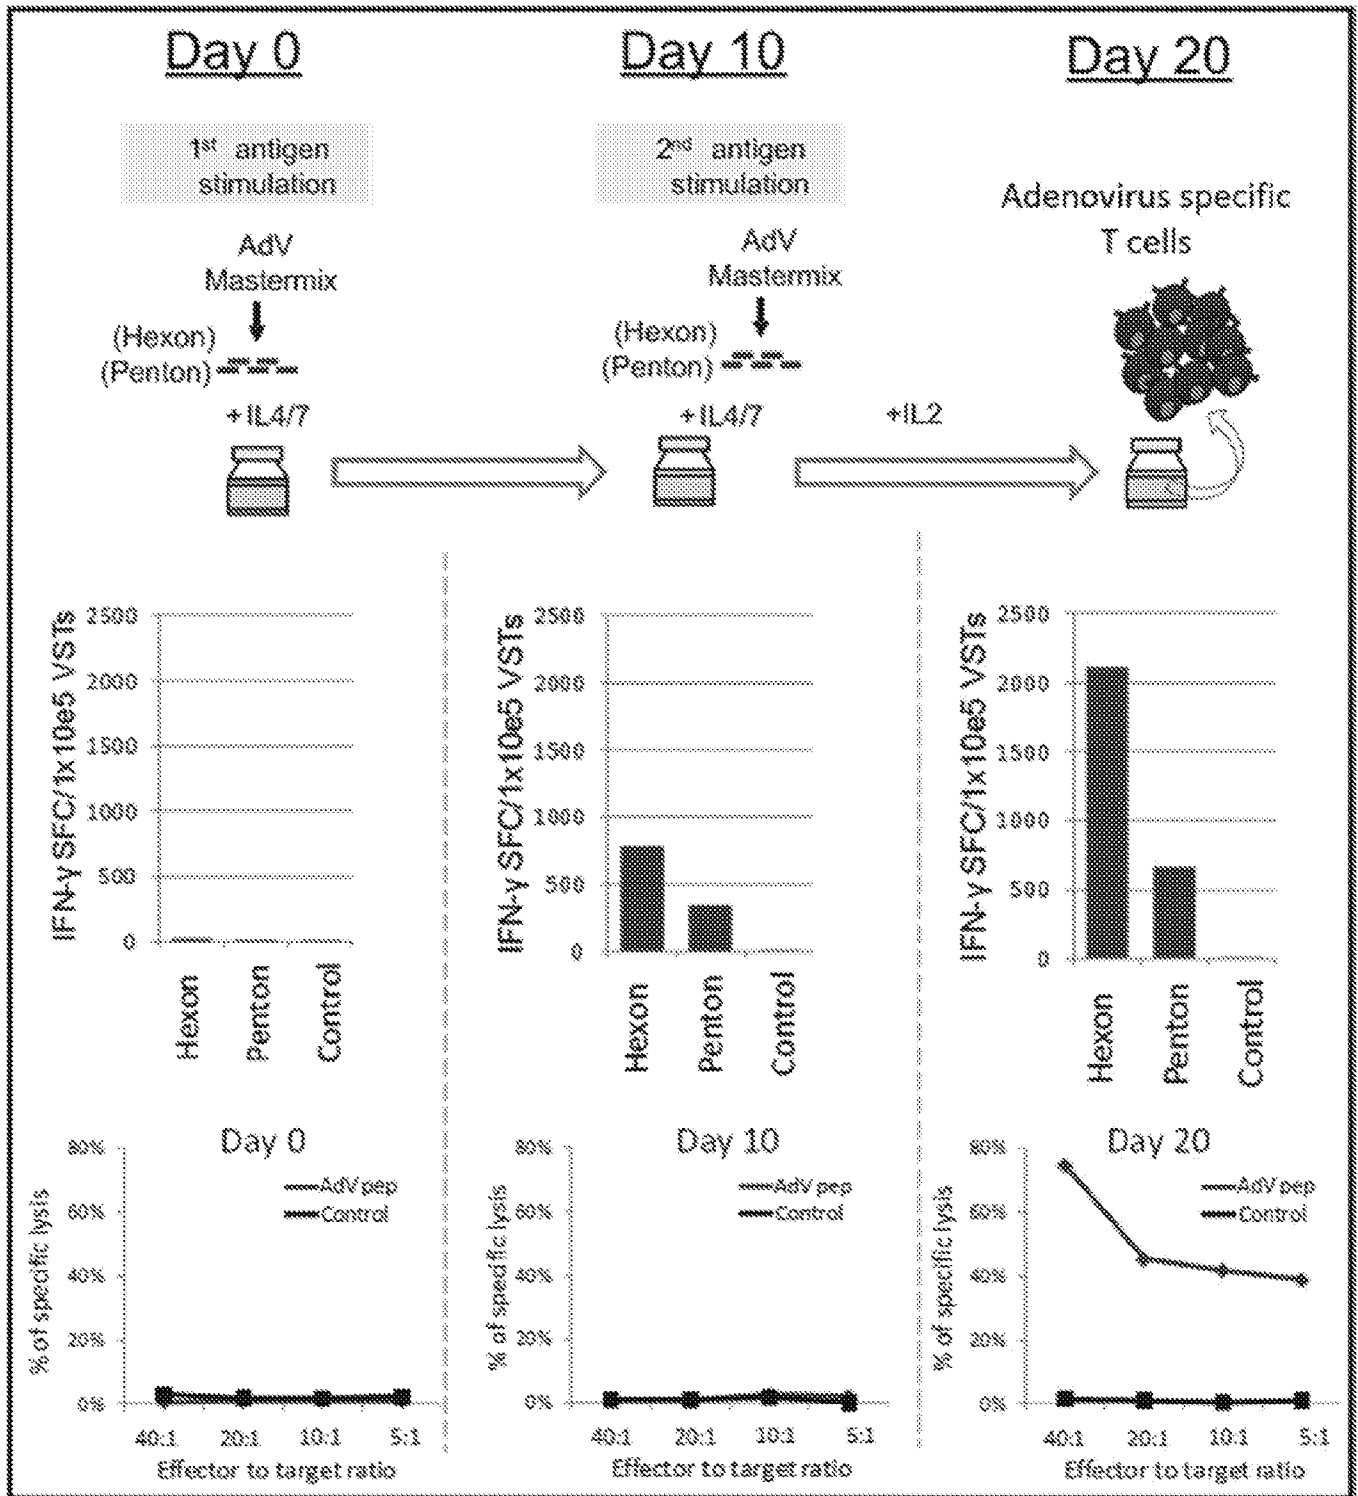 Day 0
Day 10
Day 20
1st antigen
stimulation
2nd antigen
stimulation
Adenovirus specific
T cells
AdV
Mastermix
(Hexon)
(Penton)
+IL4/7
AdV
Mastermix
(Hexon)
(Penton)
+IL4/7
+IL2
IFN-γ SFC/1x10e5 VSTs
2500
2000
1500
1000
500
0
Hexon
Penton
Control
IFN-γ SFC/1x10e5 VSTs
2500
2000
1500
1000
500
0
Hexon
Penton
Control
IFN-γ SFC/1x10e5 VSTs
2500
2000
1500
1000
500
0
Hexon
Penton
Control
Day 0
% of specific lysis
80%
60%
40%
20%
0%
AdV pep
Control
40:1 20:1 10:1 5:1
Effector to target ratio
Day 10
% of specific lysis
80%
60%
40%
20%
0%
AdV pep
Control
40:1 20:1 10:1 5:1
Effector to target ratio
Day 20
% of specific lysis
80%
60%
40%
20%
0%
AdV pep
Control
40:1 20:1 10:1 5:1
Effector to target ratio